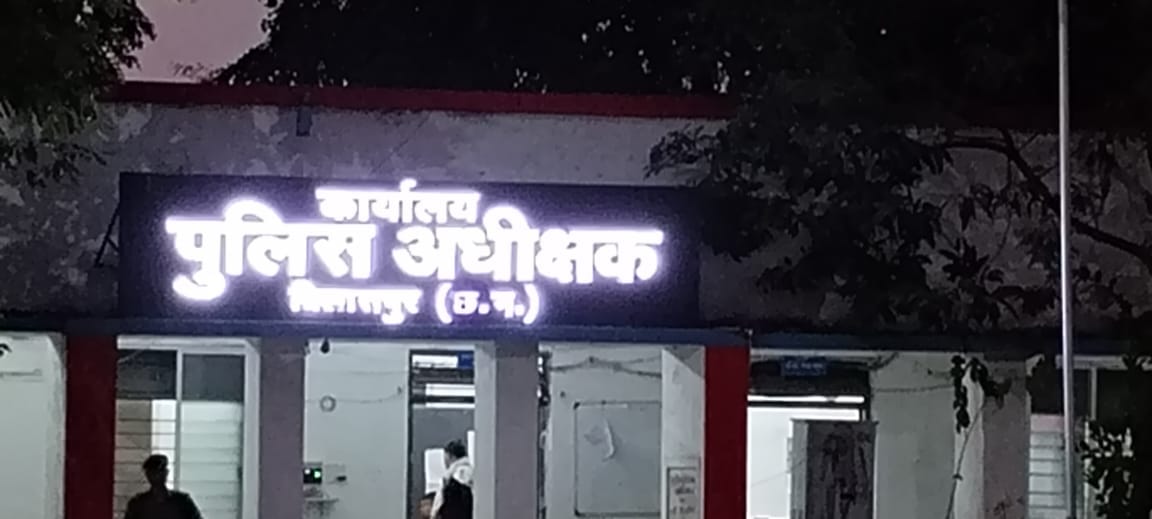 कार्यालय
पुलिस अधीक्षक
बिलासपुर (छ.ग.)